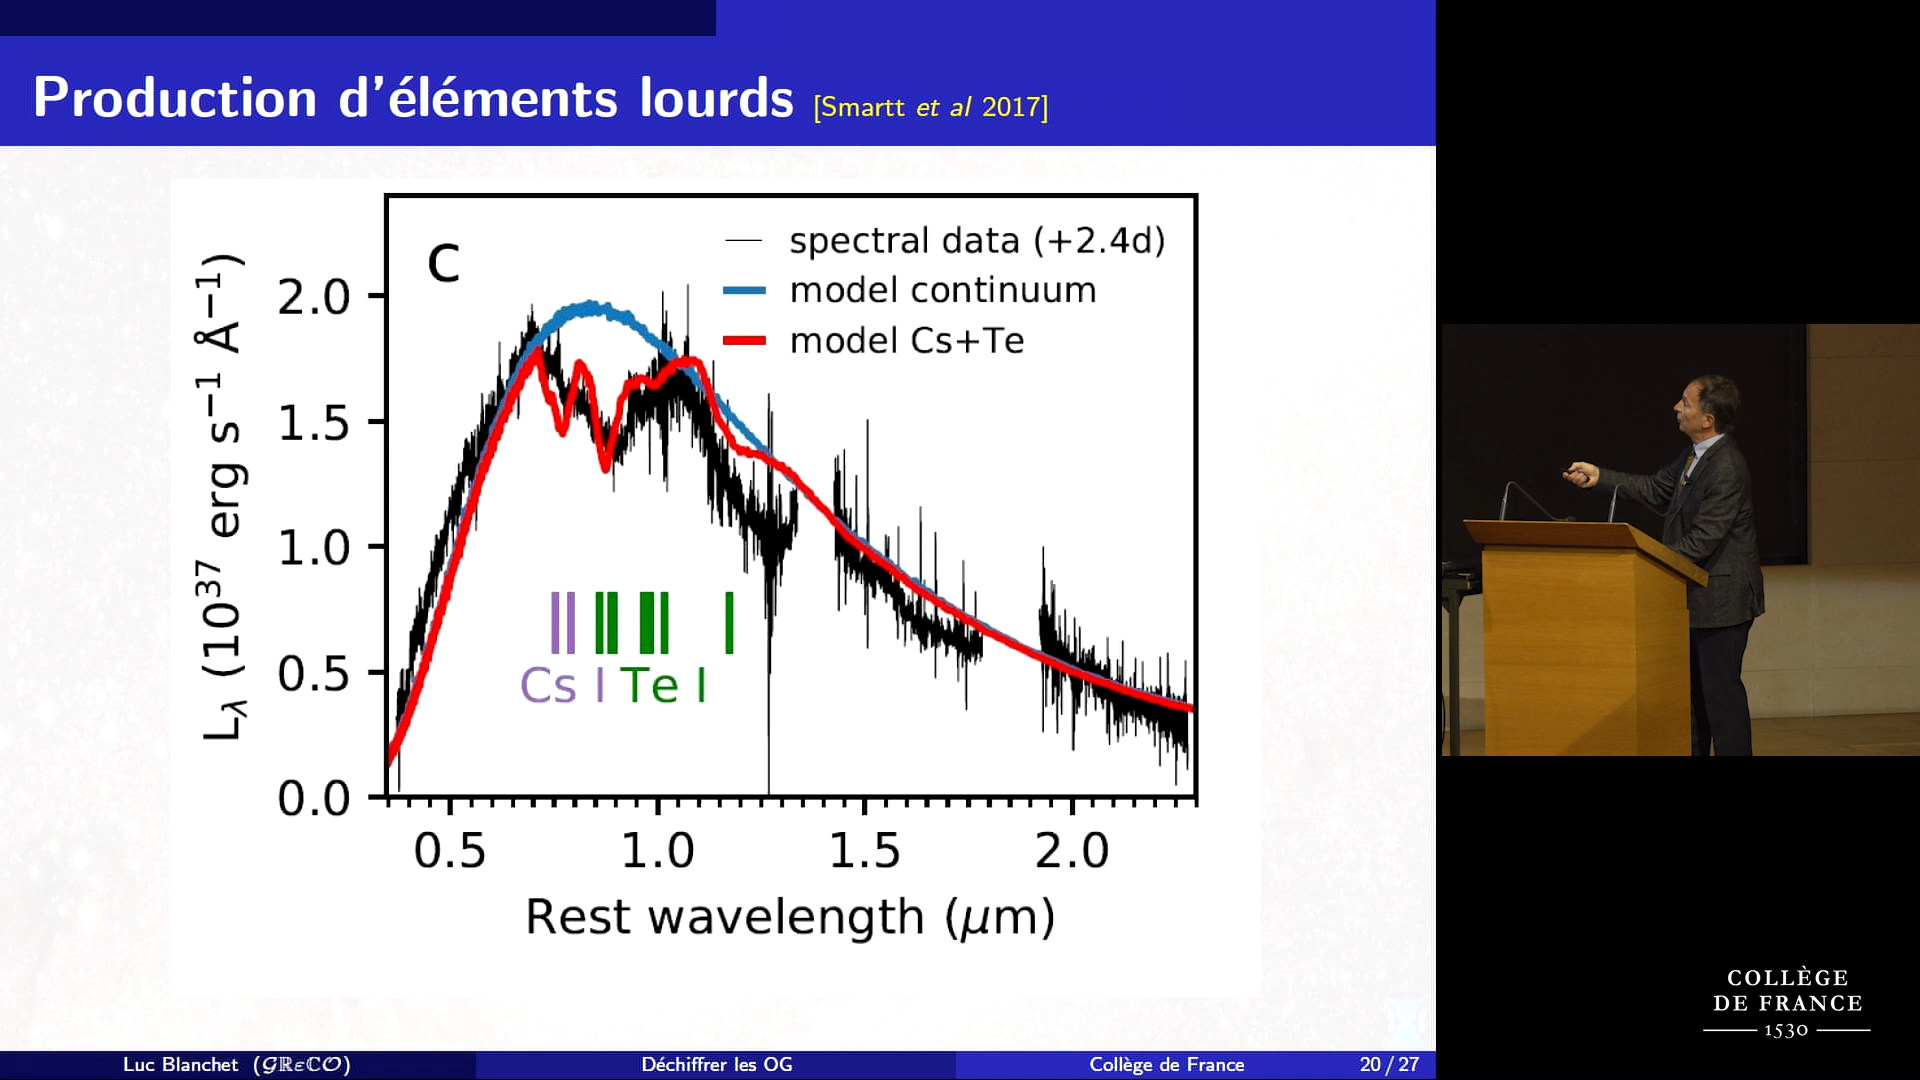 Production d'éléments lourds [Smartt et al 2017]
C
spectral data (+2.4d)
model continuum
model Cs+Te
2.0
1.5
1.0
0.5
0.0
L_λ (10^37 erg s^−1 Å^−1)
Cs I Te I
0.5 1.0 1.5 2.0
Rest wavelength (μm)
Luc Blanchet (GRεCO)
Déchiffrer les OG
Collège de France
20 / 27
COLLÈGE
DE FRANCE
1530